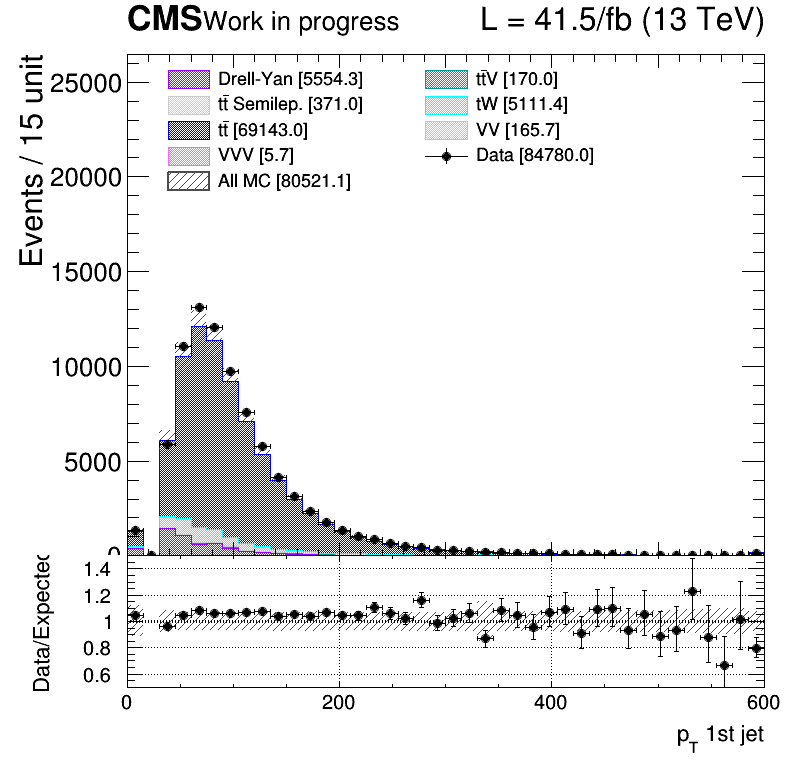 CMS Work in progress L = 41.5/fb (13 TeV)
Events / 15 unit
25000
20000
15000
10000
5000
0
Drell-Yan [5554.3]
tt̄ Semilep. [371.0]
tt̄ [69143.0]
VVV [5.7]
All MC [80521.1]
tt̄V [170.0]
tW [5111.4]
VV [165.7]
Data [84780.0]
Data/Expected
1.4
1.2
1
0.8
0.6
0 200 400 600
p_T 1st jet